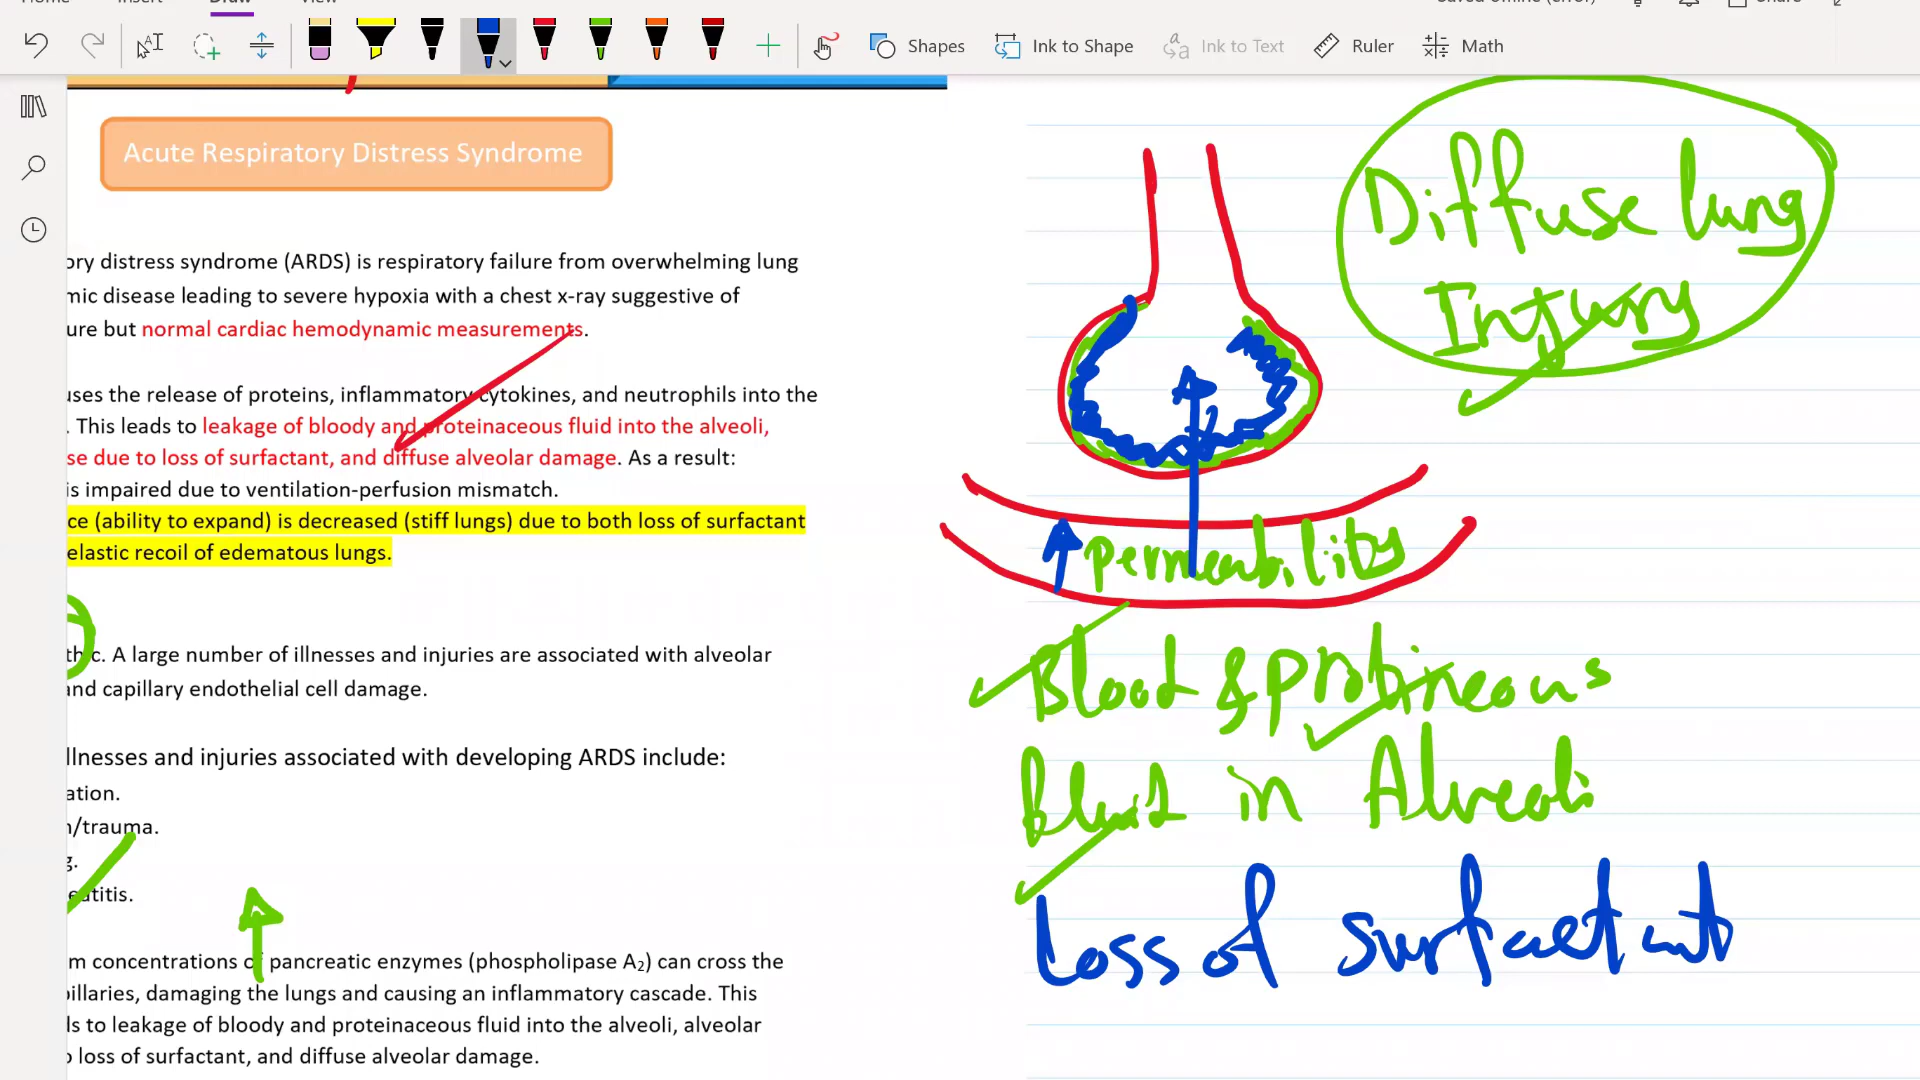 Draw
Shapes
Ink to Shape
Ink to Text
Ruler
Math
Acute Respiratory Distress Syndrome
ory distress syndrome (ARDS) is respiratory failure from overwhelming lung
mic disease leading to severe hypoxia with a chest x-ray suggestive of
ure but normal cardiac hemodynamic measurements.
uses the release of proteins, inflammatory cytokines, and neutrophils into the
. This leads to leakage of bloody and proteinaceous fluid into the alveoli,
se due to loss of surfactant, and diffuse alveolar damage. As a result:
is impaired due to ventilation-perfusion mismatch.
ce (ability to expand) is decreased (stiff lungs) due to both loss of surfactant
elastic recoil of edematous lungs.
thic. A large number of illnesses and injuries are associated with alveolar
and capillary endothelial cell damage.
llnesses and injuries associated with developing ARDS include:
ation.
n/trauma.
g.
eatitis.
m concentrations of pancreatic enzymes (phospholipase A₂) can cross the
pillaries, damaging the lungs and causing an inflammatory cascade. This
ls to leakage of bloody and proteinaceous fluid into the alveoli, alveolar
o loss of surfactant, and diffuse alveolar damage.
Diffuse lung
Injury
permeability
Blood & protineous
fluid in Alveoli
Loss of surfactant